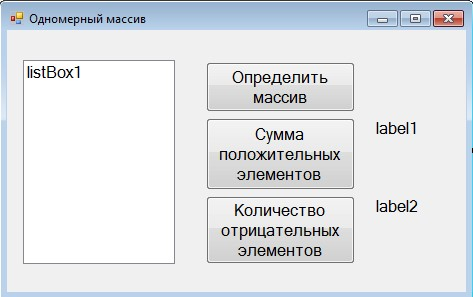 Одномерный массив
listBox1
Определить
массив
Сумма
положительных
элементов
label1
Количество
отрицательных
элементов
label2